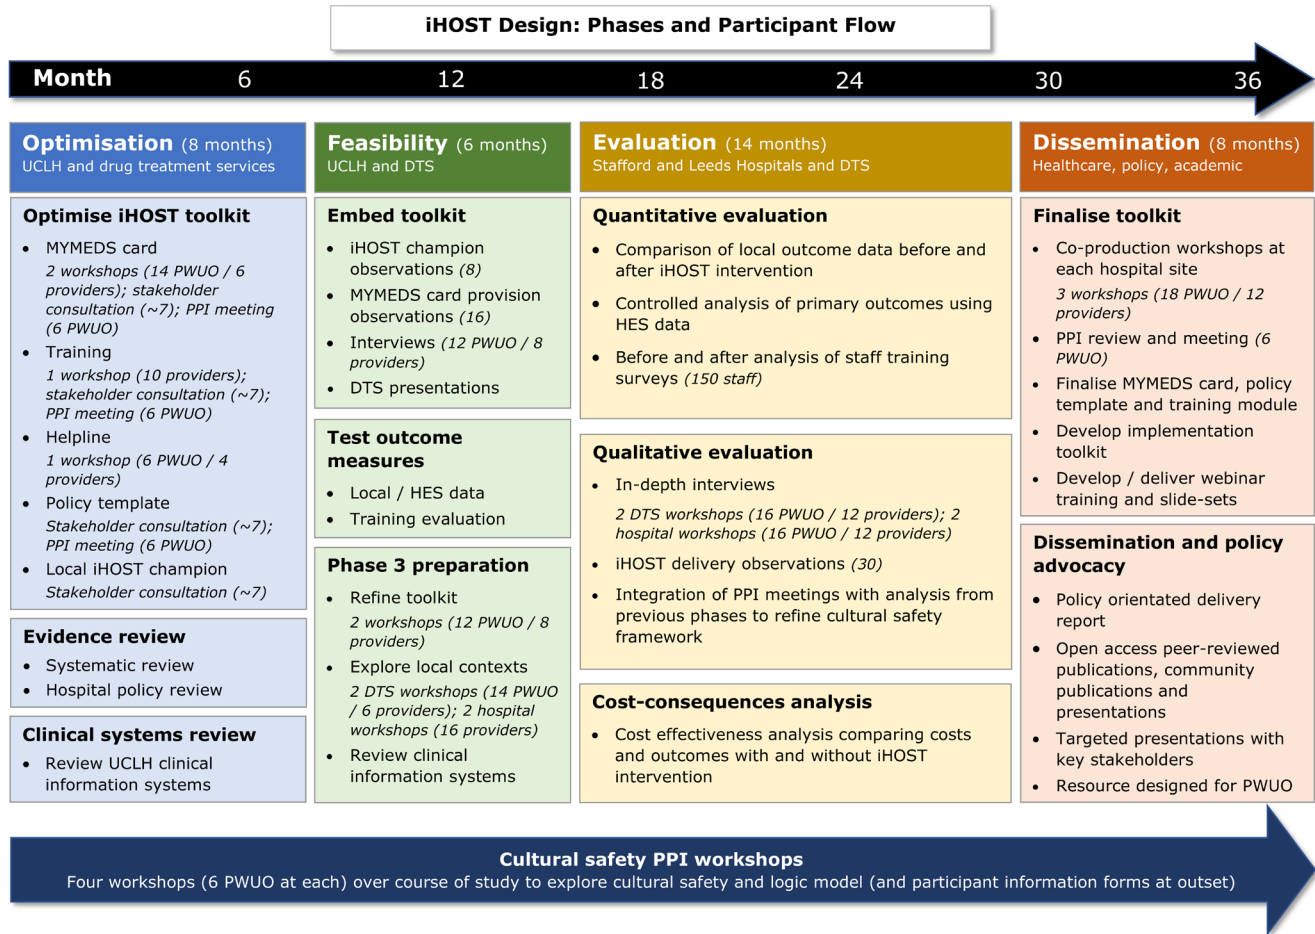 iHOST Design: Phases and Participant Flow
Month 6 12 18 24 30 36
Optimisation (8 months)
UCLH and drug treatment services
Optimise iHOST toolkit
• MYMEDS card
2 workshops (14 PWUO / 6
providers); stakeholder
consultation (~7); PPI meeting
(6 PWUO)
• Training
1 workshop (10 providers);
stakeholder consultation (~7);
PPI meeting (6 PWUO)
• Helpline
1 workshop (6 PWUO / 4
providers)
• Policy template
Stakeholder consultation (~7);
PPI meeting (6 PWUO)
• Local iHOST champion
Stakeholder consultation (~7)
Evidence review
• Systematic review
• Hospital policy review
Clinical systems review
• Review UCLH clinical
information systems
Feasibility (6 months)
UCLH and DTS
Embed toolkit
• iHOST champion
observations (8)
• MYMEDS card provision
observations (16)
• Interviews (12 PWUO / 8
providers)
• DTS presentations
Test outcome
measures
• Local / HES data
• Training evaluation
Phase 3 preparation
• Refine toolkit
2 workshops (12 PWUO / 8
providers)
• Explore local contexts
2 DTS workshops (14 PWUO
/ 6 providers); 2 hospital
workshops (16 providers)
• Review clinical
information systems
Evaluation (14 months)
Stafford and Leeds Hospitals and DTS
Quantitative evaluation
• Comparison of local outcome data before and
after iHOST intervention
• Controlled analysis of primary outcomes using
HES data
• Before and after analysis of staff training
surveys (150 staff)
Qualitative evaluation
• In-depth interviews
2 DTS workshops (16 PWUO / 12 providers); 2
hospital workshops (16 PWUO / 12 providers)
• iHOST delivery observations (30)
• Integration of PPI meetings with analysis from
previous phases to refine cultural safety
framework
Cost-consequences analysis
• Cost effectiveness analysis comparing costs
and outcomes with and without iHOST
intervention
Dissemination (8 months)
Healthcare, policy, academic
Finalise toolkit
• Co-production workshops at
each hospital site
3 workshops (18 PWUO / 12
providers)
• PPI review and meeting (6
PWUO)
• Finalise MYMEDS card, policy
template and training module
• Develop implementation
toolkit
• Develop / deliver webinar
training and slide-sets
Dissemination and policy
advocacy
• Policy orientated delivery
report
• Open access peer-reviewed
publications, community
publications and
presentations
• Targeted presentations with
key stakeholders
• Resource designed for PWUO
Cultural safety PPI workshops
Four workshops (6 PWUO at each) over course of study to explore cultural safety and logic model (and participant information forms at outset)